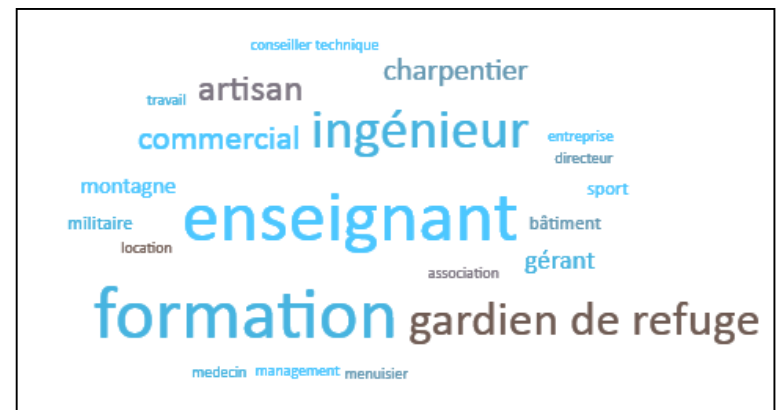 conseiller technique
charpentier
travail artisan
commercial ingénieur entreprise
directeur
montagne sport
militaire enseignant bâtiment
location gérant
association
formation gardien de refuge
medecin management menuisier